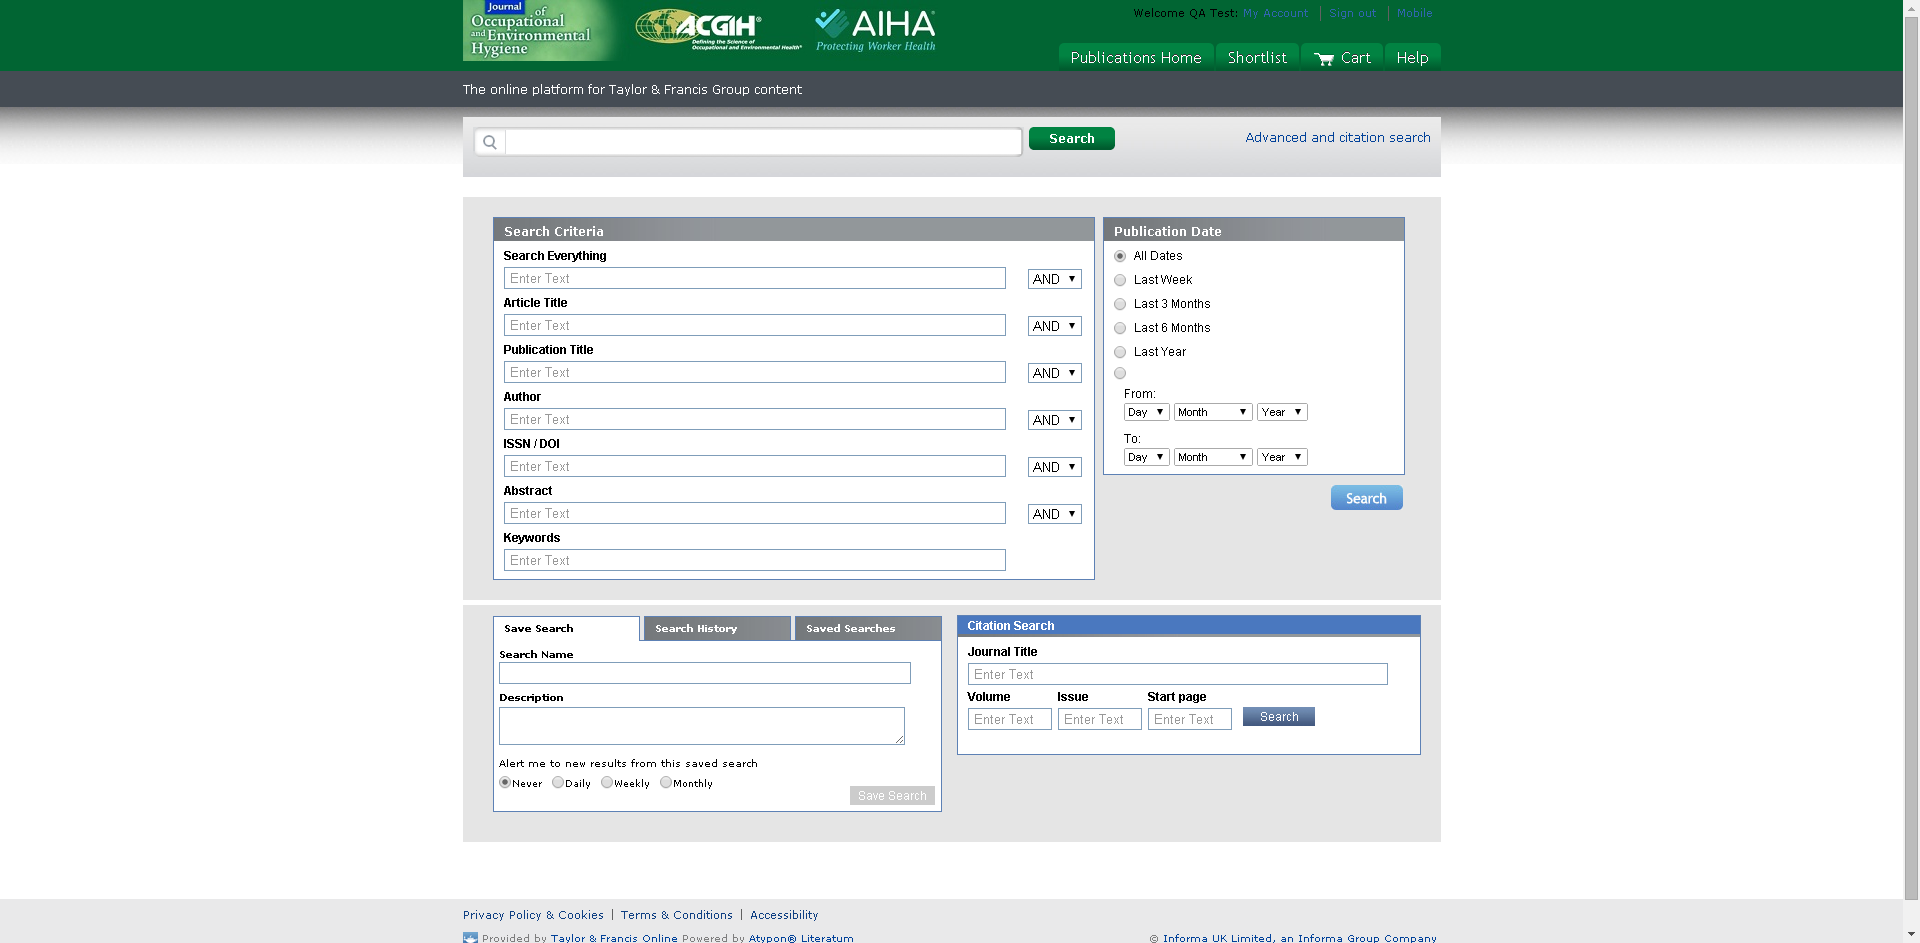 Journal of
Occupational
and Environmental
Hygiene
ACGIH®
Defining the Science of
Occupational and Environmental Health®
AIHA®
Protecting Worker Health
Welcome QA Test: My Account | Sign out | Mobile
Publications Home Shortlist Cart Help
The online platform for Taylor & Francis Group content
Search Advanced and citation search
Search Criteria
Search Everything
Enter Text AND
Article Title
Enter Text AND
Publication Title
Enter Text AND
Author
Enter Text AND
ISSN / DOI
Enter Text AND
Abstract
Enter Text AND
Keywords
Enter Text
Publication Date
All Dates
Last Week
Last 3 Months
Last 6 Months
Last Year
From:
Day Month Year
To:
Day Month Year
Search
Save Search Search History Saved Searches
Search Name
Description
Alert me to new results from this saved search
Never Daily Weekly Monthly
Save Search
Citation Search
Journal Title
Enter Text
Volume Issue Start page
Enter Text Enter Text Enter Text Search
Privacy Policy & Cookies | Terms & Conditions | Accessibility
Provided by Taylor & Francis Online Powered by Atypon® Literatum
© Informa UK Limited, an Informa Group Company